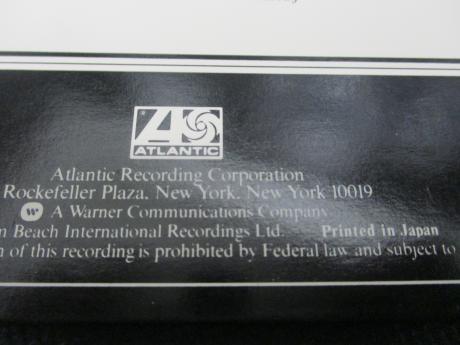 ATLANTIC
Atlantic Recording Corporation
Rockefeller Plaza, New York, New York 10019
W A Warner Communications Company
n Beach International Recordings Ltd. Printed in Japan
n of this recording is prohibited by Federal law and subject to